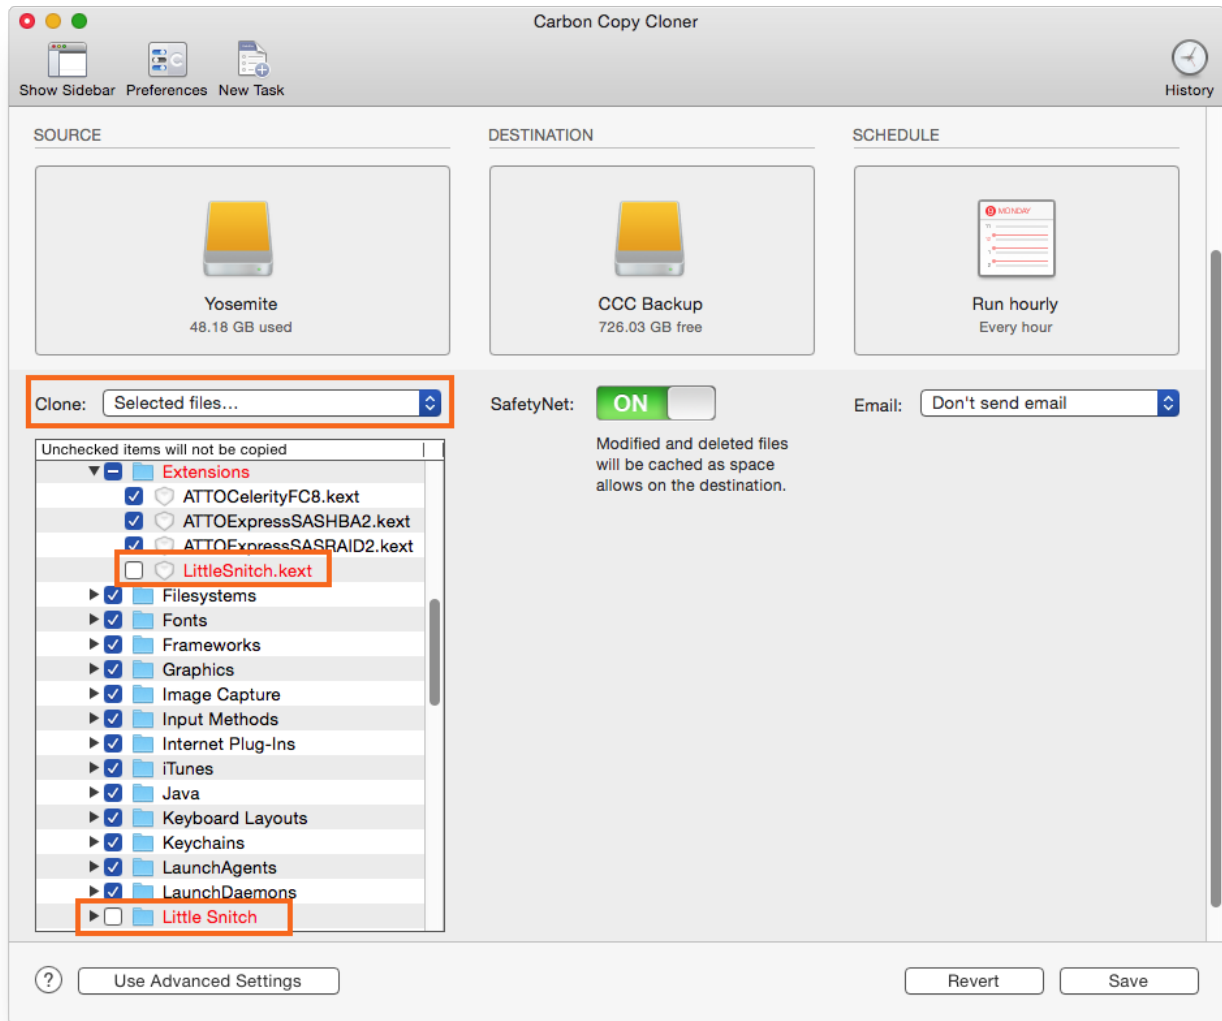 Carbon Copy Cloner
Show Sidebar
Preferences
New Task
History
SOURCE
DESTINATION
SCHEDULE
Yosemite
48.18 GB used
CCC Backup
726.03 GB free
MONDAY
Run hourly
Every hour
Clone:
Selected files...
SafetyNet:
ON
Modified and deleted files
will be cached as space
allows on the destination.
Email:
Don't send email
Unchecked items will not be copied
Extensions
ATTOCelerityFC8.kext
ATTOExpressSASHBA2.kext
ATTOExpressSASRAID2.kext
LittleSnitch.kext
Filesystems
Fonts
Frameworks
Graphics
Image Capture
Input Methods
Internet Plug-Ins
iTunes
Java
Keyboard Layouts
Keychains
LaunchAgents
LaunchDaemons
Little Snitch
?
Use Advanced Settings
Revert
Save